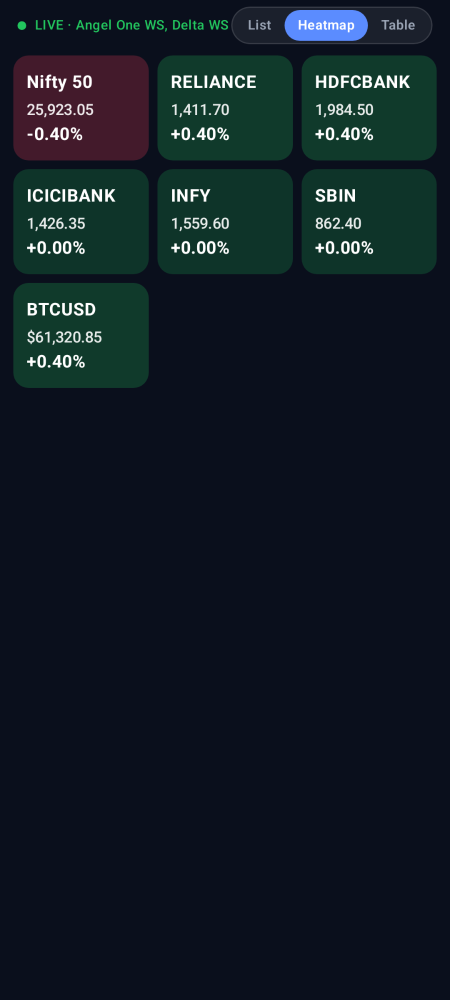 LIVE · Angel One WS, Delta WS
List Heatmap Table
Nifty 50
25,923.05
-0.40%
RELIANCE
1,411.70
+0.40%
HDFCBANK
1,984.50
+0.40%
ICICIBANK
1,426.35
+0.00%
INFY
1,559.60
+0.00%
SBIN
862.40
+0.00%
BTCUSD
$61,320.85
+0.40%